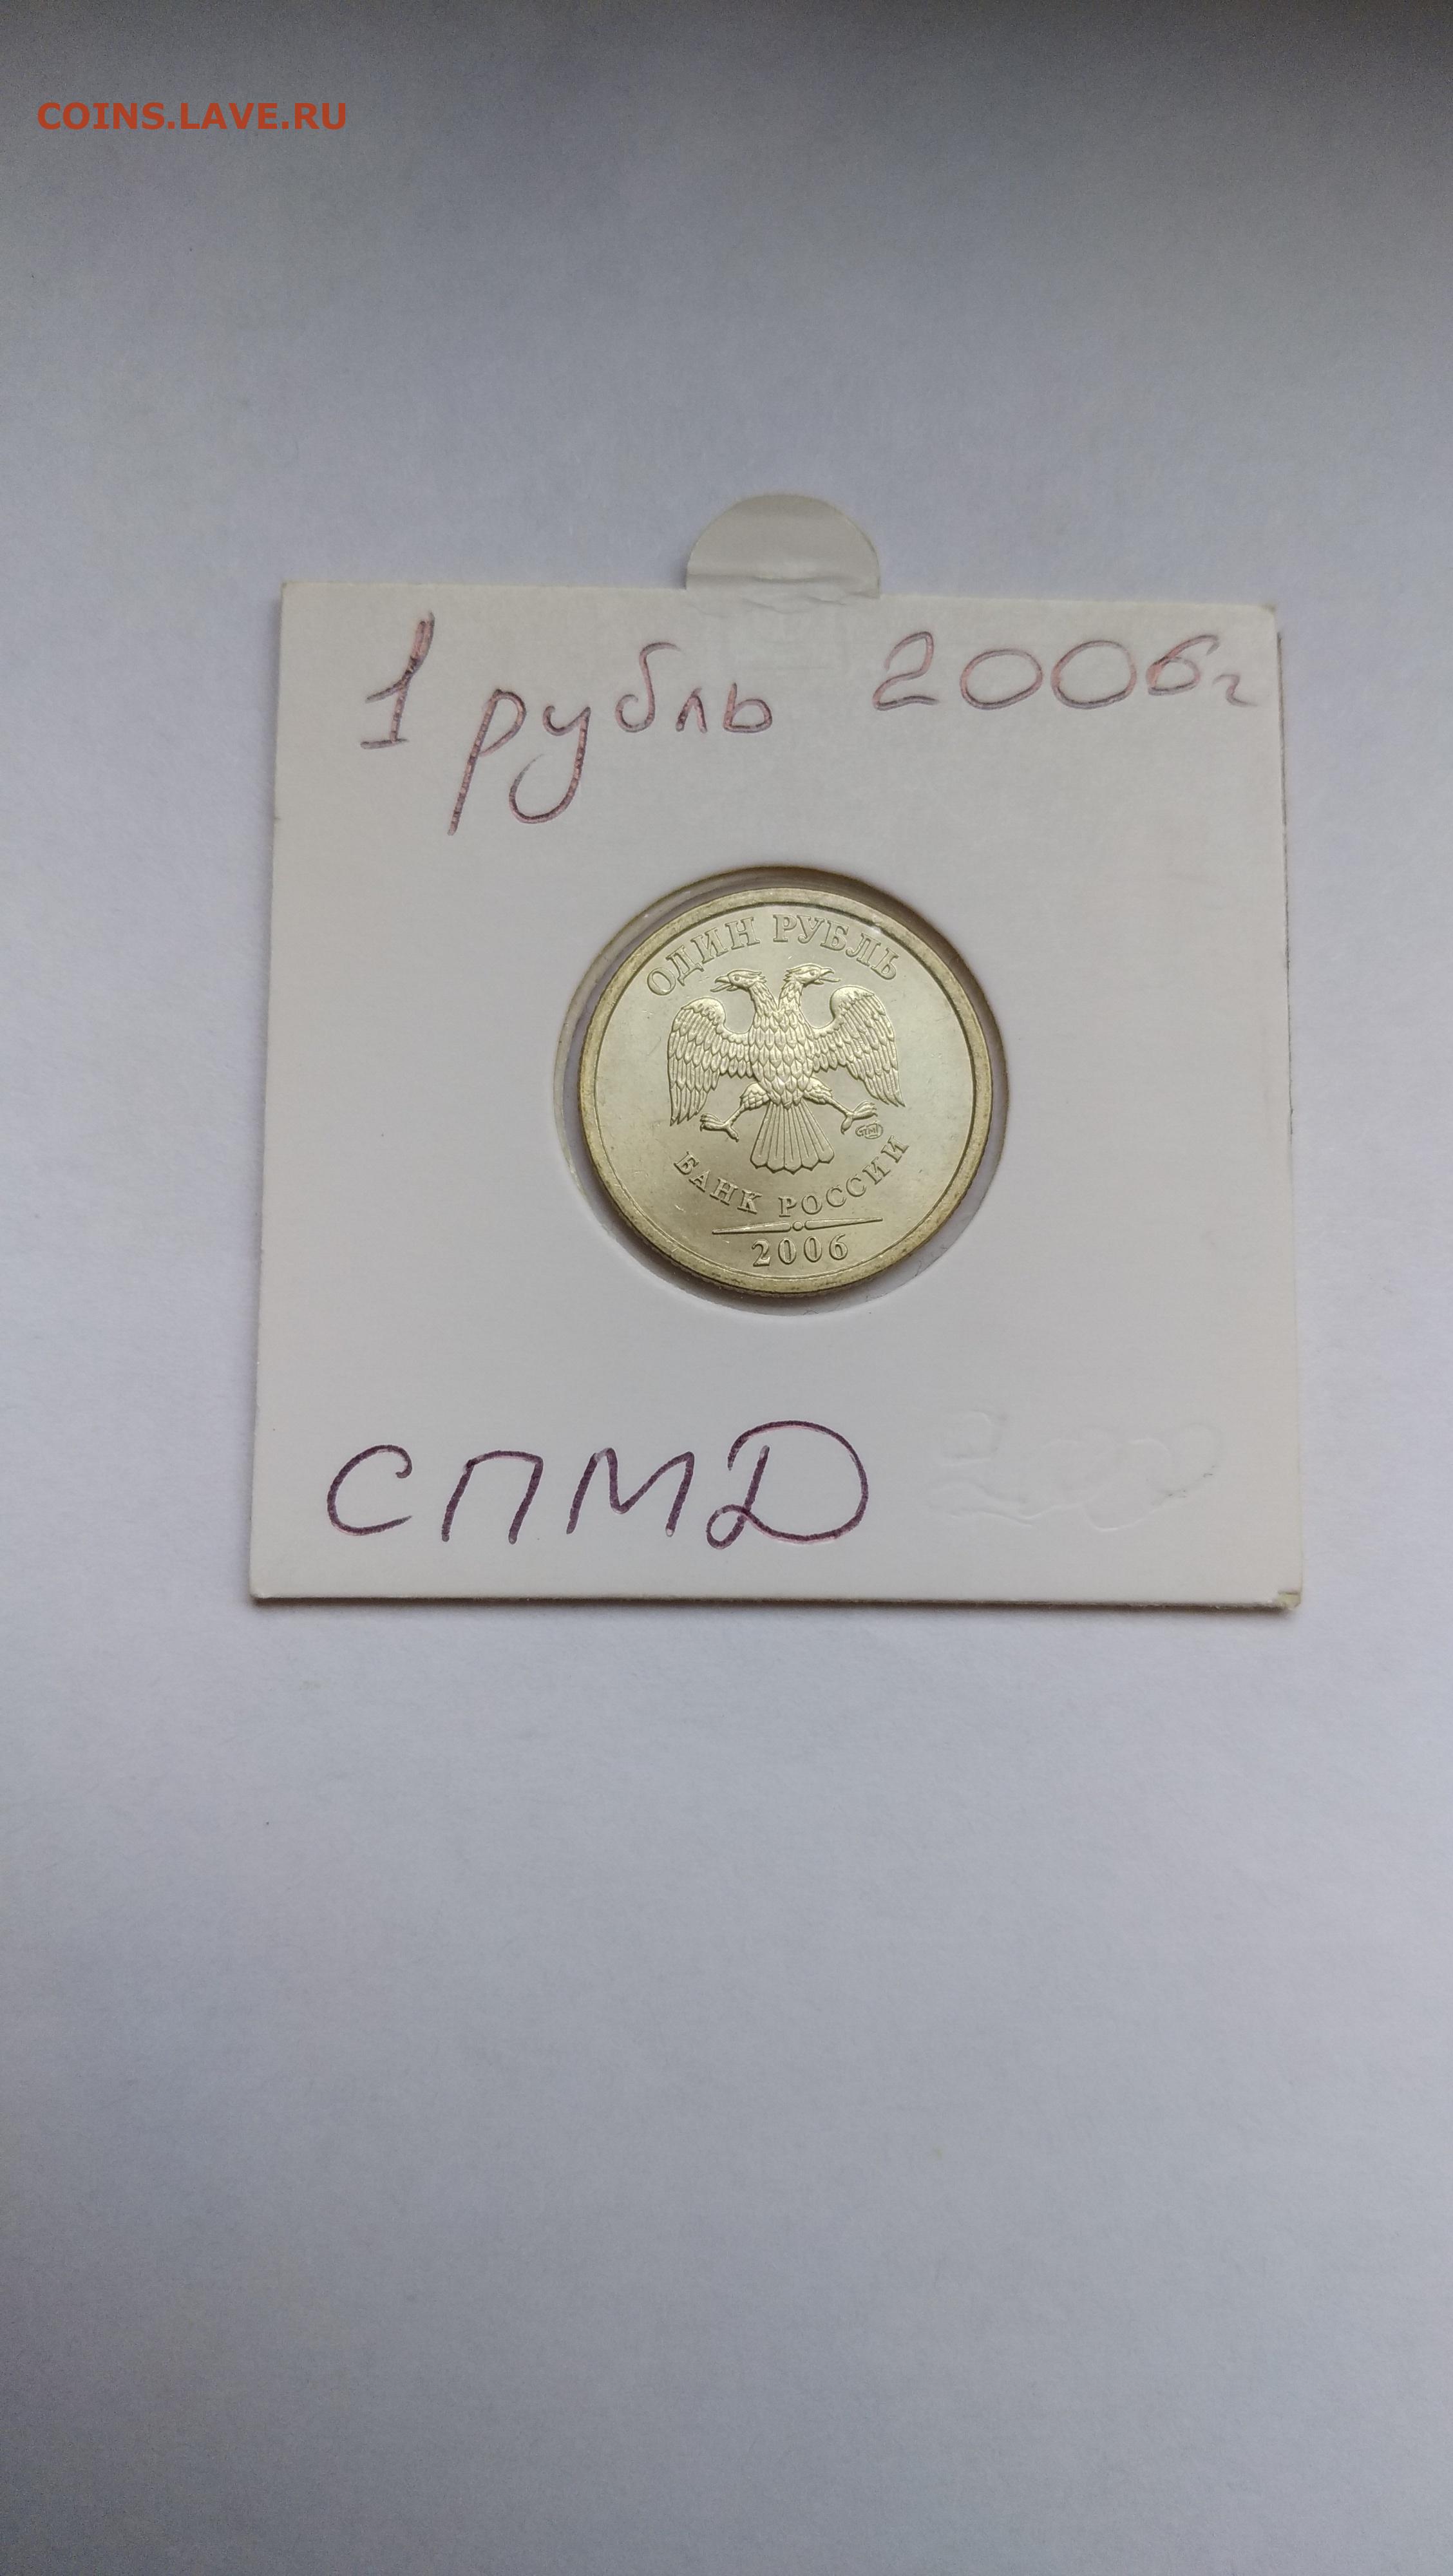 COINS.LAVE.RU
1 рубль 2006г
ОДИН РУБЛЬ
БАНК РОССИИ
2006
СПМД